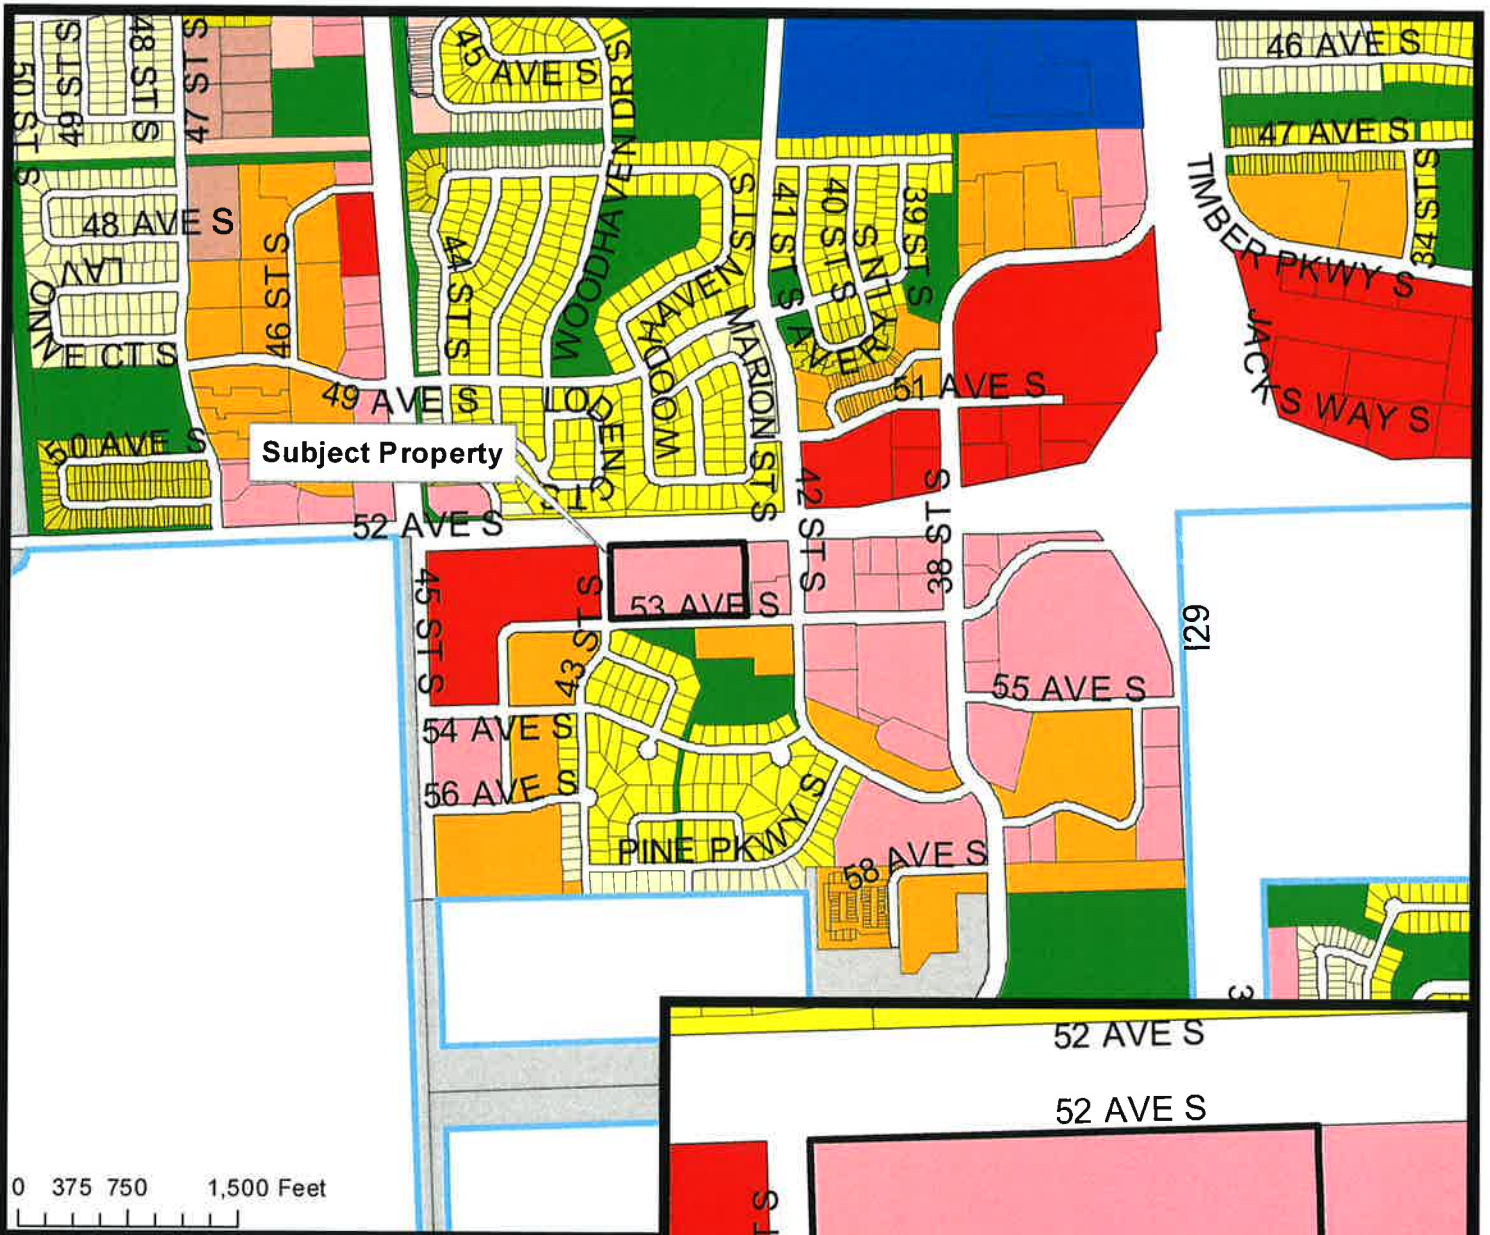 50 ST S
49 ST S
48 ST S
47 ST S
45 AVE S
WOODHAVEN DR S
46 AVE S
47 AVE S
34 ST S
TIMBER PKWY S
JACKS WAY S
48 AVE S
46 ST S
44 ST S
WOODHAVEN
ST S
41 ST S
40 ST S
39 ST S
AVERY LN S
MARION ST S
49 AVE S
51 AVE S
50 AVE S
Subject Property
52 AVE S
42 ST S
38 ST S
45 ST S
43 ST S
53 AVE S
I29
55 AVE S
54 AVE S
56 AVE S
PINE PKWY S
58 AVE S
3
52 AVE S
52 AVE S
0 375 750 1,500 Feet